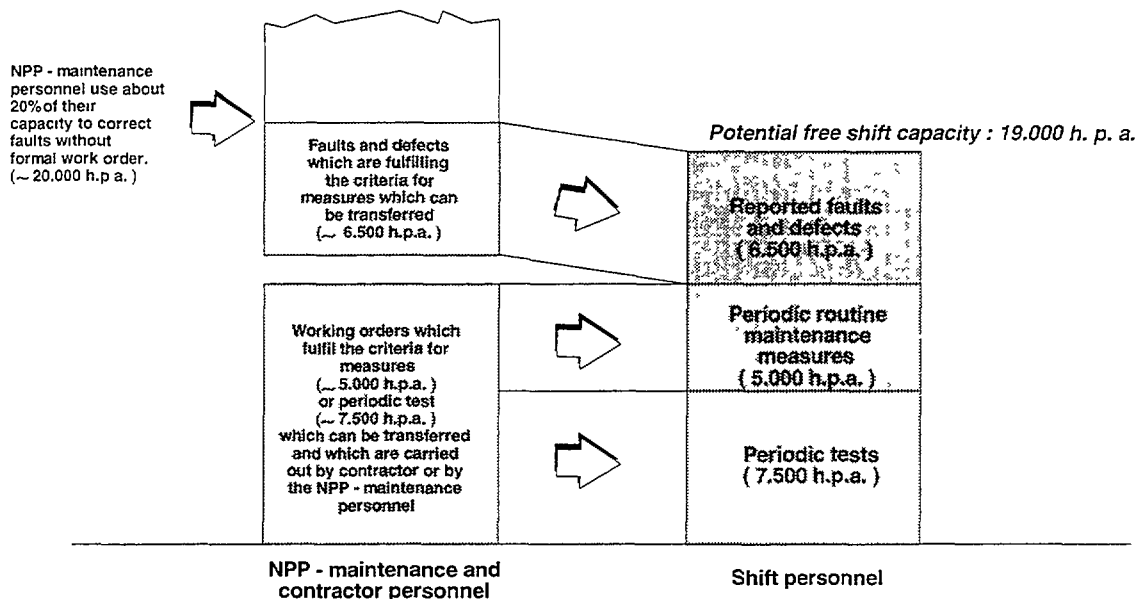 NPP - maintenance
personnel use about
20% of their
capacity to correct
faults without
formal work order.
(~ 20.000 h.p a.)
Faults and defects
which are fulfilling
the criteria for
measures which can
be transferred
(~ 6.500 h.p.a.)
Potential free shift capacity : 19.000 h. p. a.
Reported faults
and defects
( 6.500 h.p.a. )
Working orders which
fulfil the criteria for
measures
(~ 5.000 h.p.a. )
or periodic test
(~ 7.500 h.p.a.)
which can be transferred
and which are carried
out by contractor or by
the NPP - maintenance
personnel
Periodic routine
maintenance
measures
( 5.000 h.p.a. )
Periodic tests
( 7.500 h.p.a. )
NPP - maintenance and
contractor personnel
Shift personnel